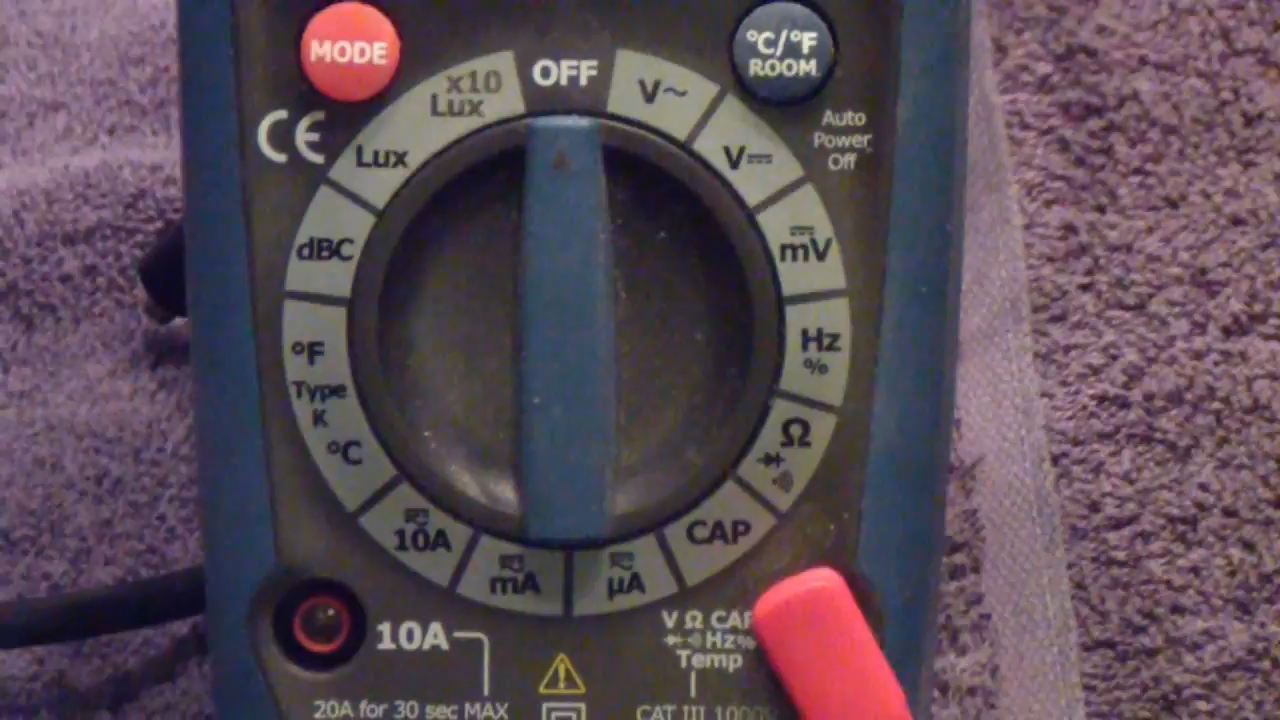 MODE
x10
Lux
OFF
V~
°C/°F
ROOM
CE
Lux
V
Auto
Power
Off
dBC
mV
°F
Type
K
°C
Hz
%
Ω
10A
mA
µA
CAP
10A
V Ω CAP
Hz%
Temp
20A for 30 sec MAX
CAT III 1000V